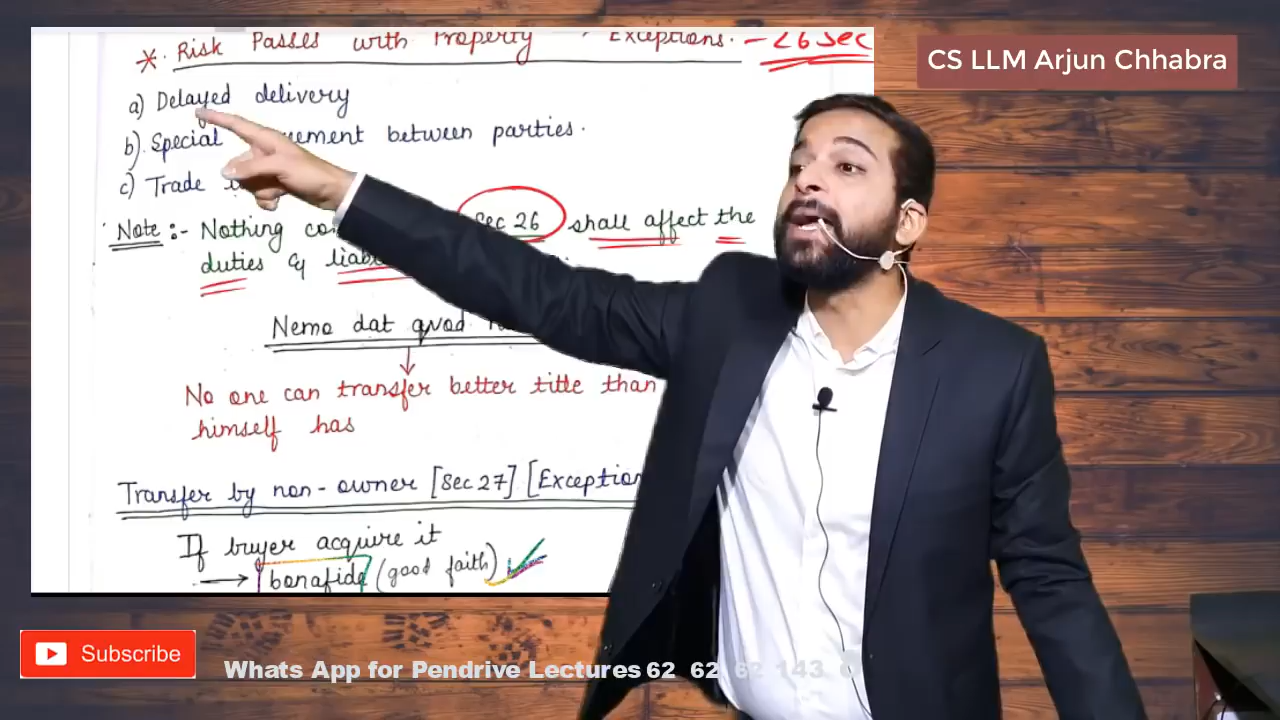 * Risk Passes with Property Exceptions. - 26 Sec
CS LLM Arjun Chhabra
a) Delayed delivery
b). Special between parties.
c) Trade
Note :- Nothing Sec 26 shall affect the
duties &
Nemo dat quod
No one can transfer better title than
himself has
Transfer by non-owner [Sec 27] [Exception
If buyer acquire it
→ bonafide (good faith) ✓
Subscribe
Whats App for Pendrive Lectures 62 62 62 143